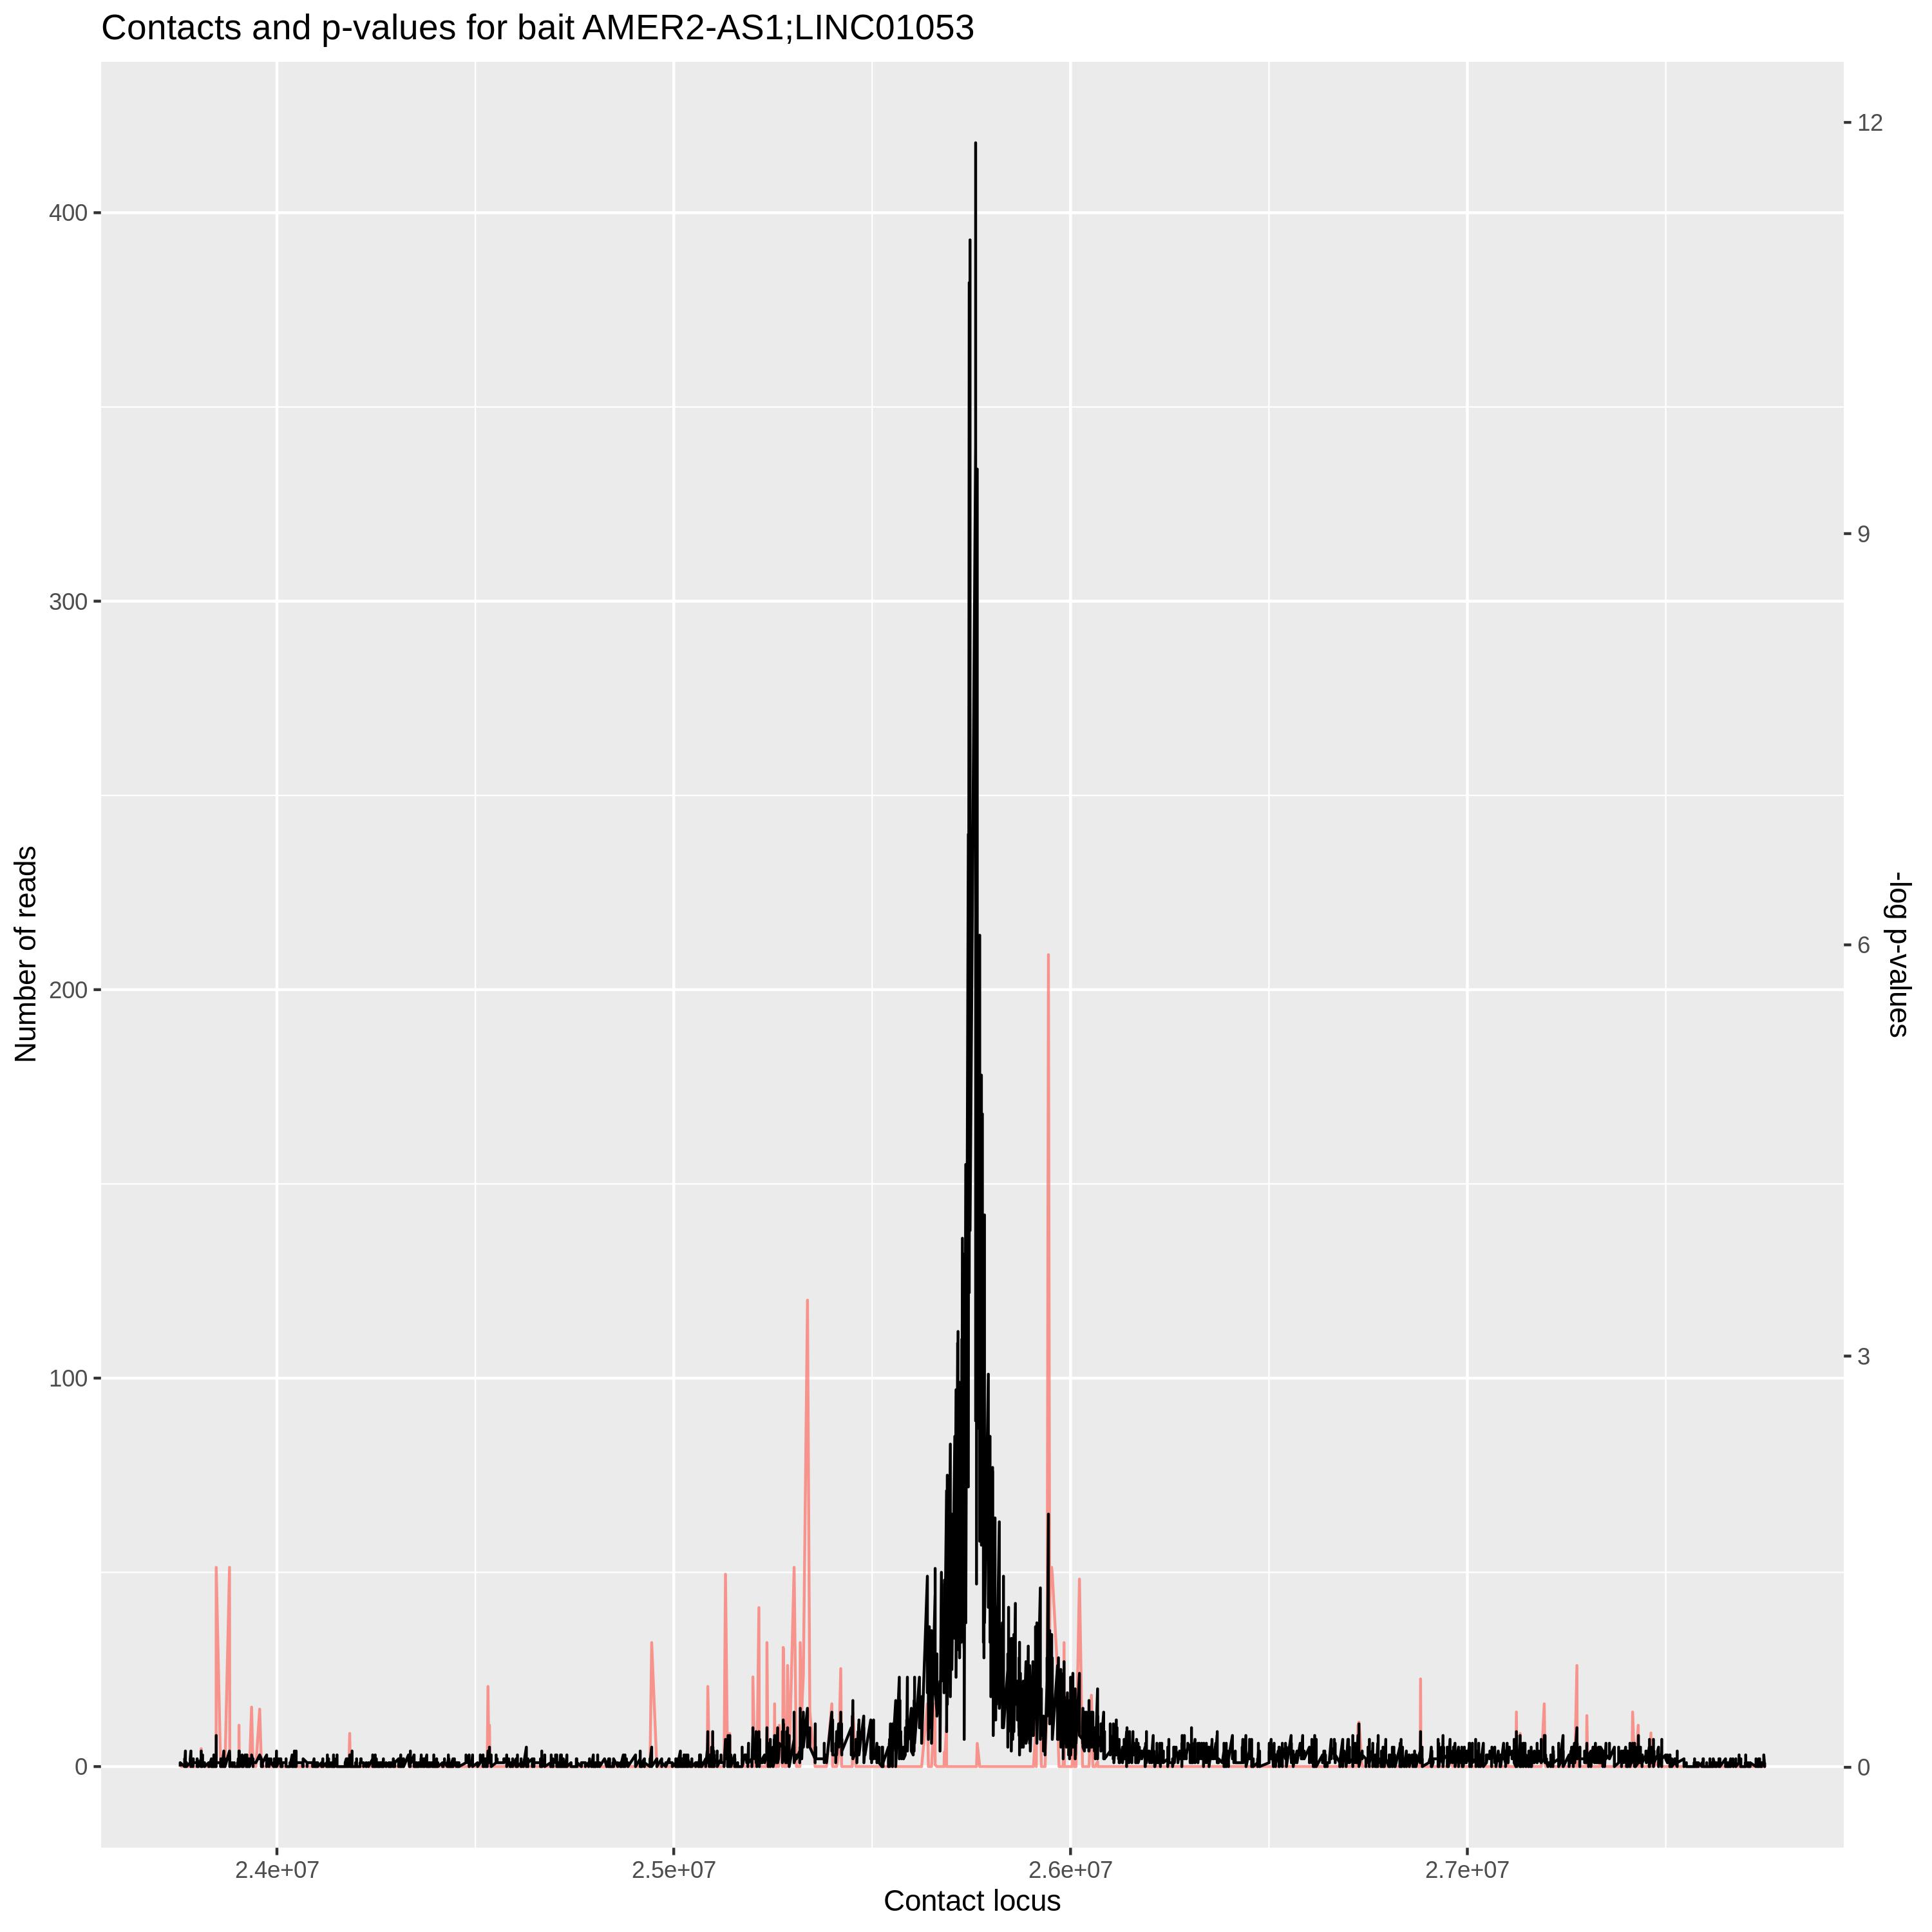 Contacts and p-values for bait AMER2-AS1;LINC01053
400
300
200
100
0
12
9
6
3
0
Number of reads
-log p-values
2.4e+07
2.5e+07
2.6e+07
2.7e+07
Contact locus